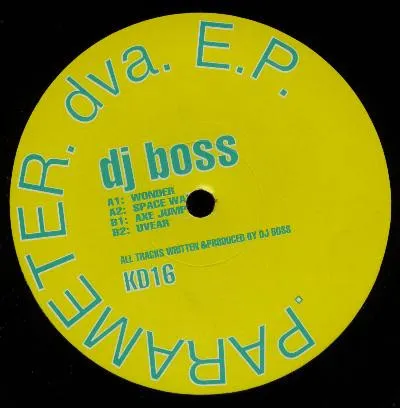 .PARAMETER. dva. E.P.
dj boss
A1: WONDER
A2: SPACE
B1: AXE JUMP
B2: UVEAR
ALL TRACKS WRITTEN &PRODUCED BY DJ BOSS
KD16